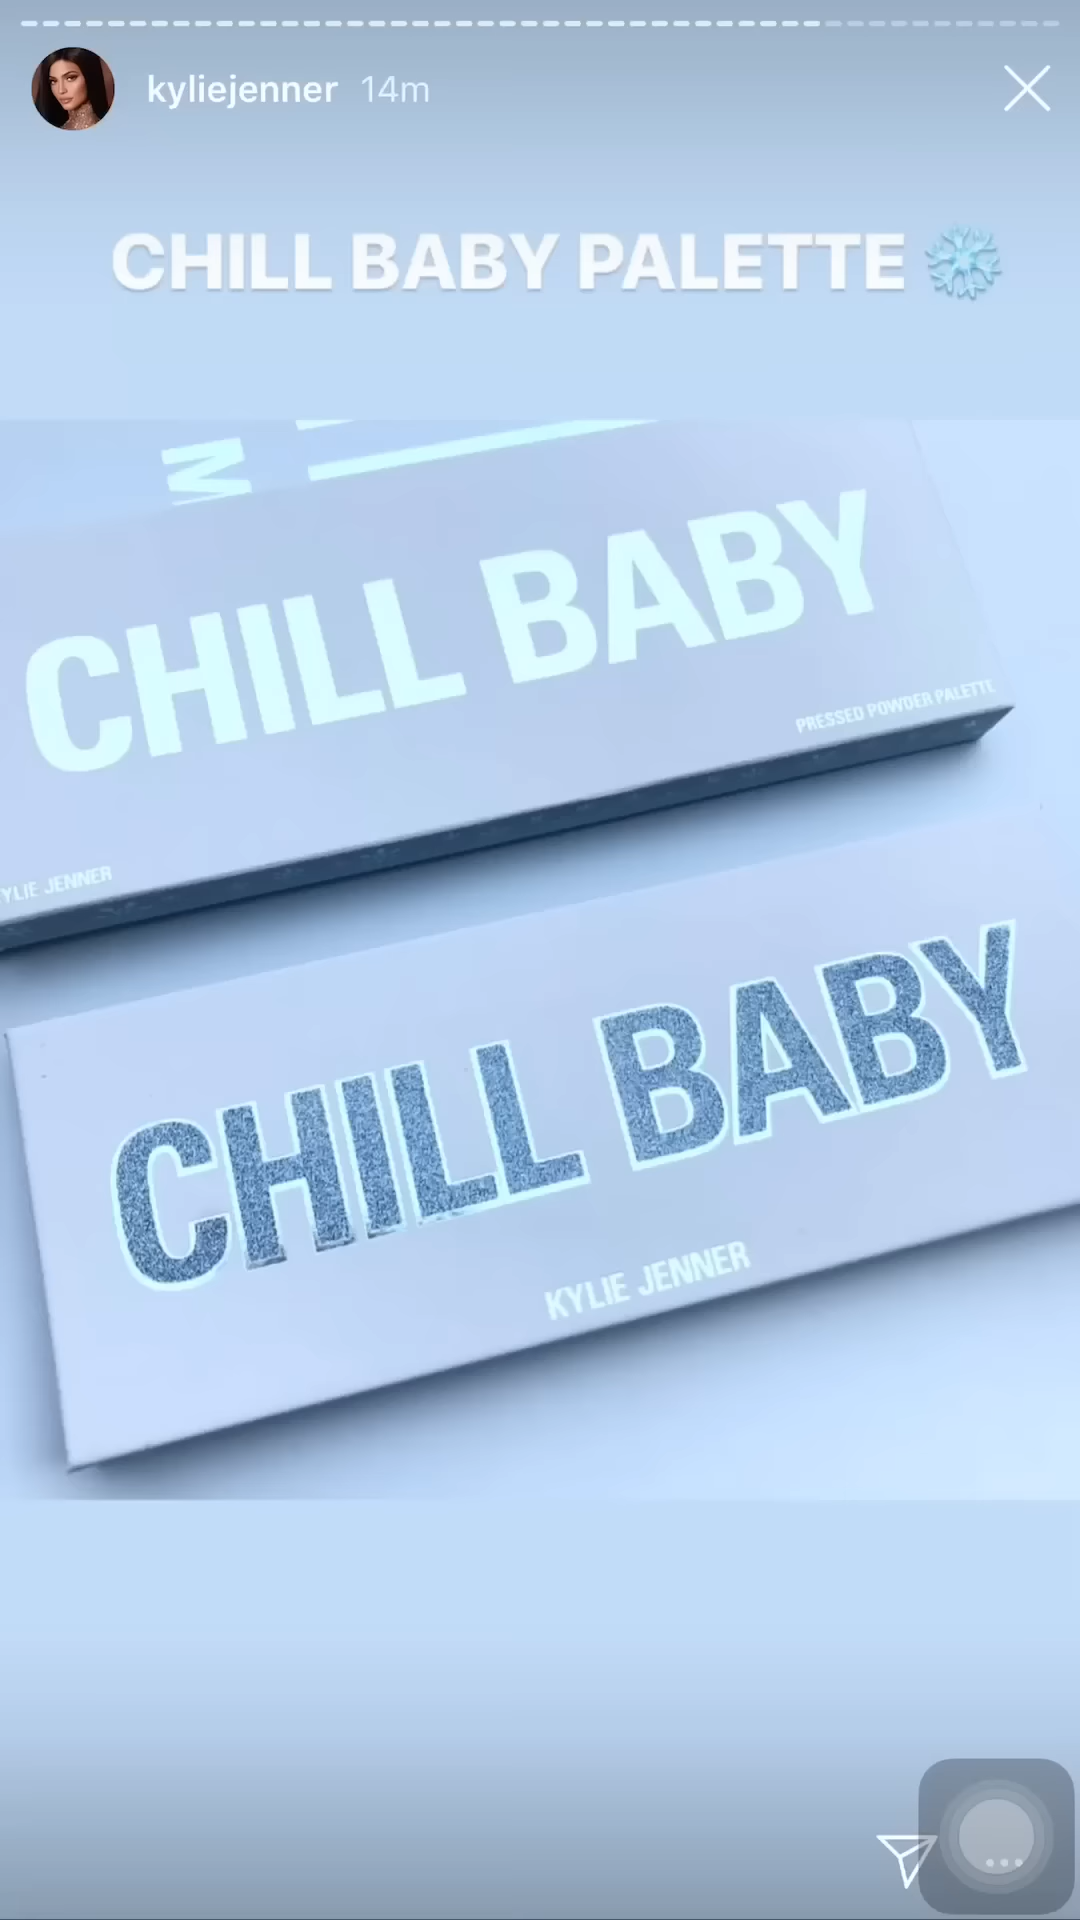 kyliejenner 14m
CHILL BABY PALETTE ❄️
M
CHILL BABY
PRESSED POWDER PALETTE
YLIE JENNER
CHILL BABY
KYLIE JENNER